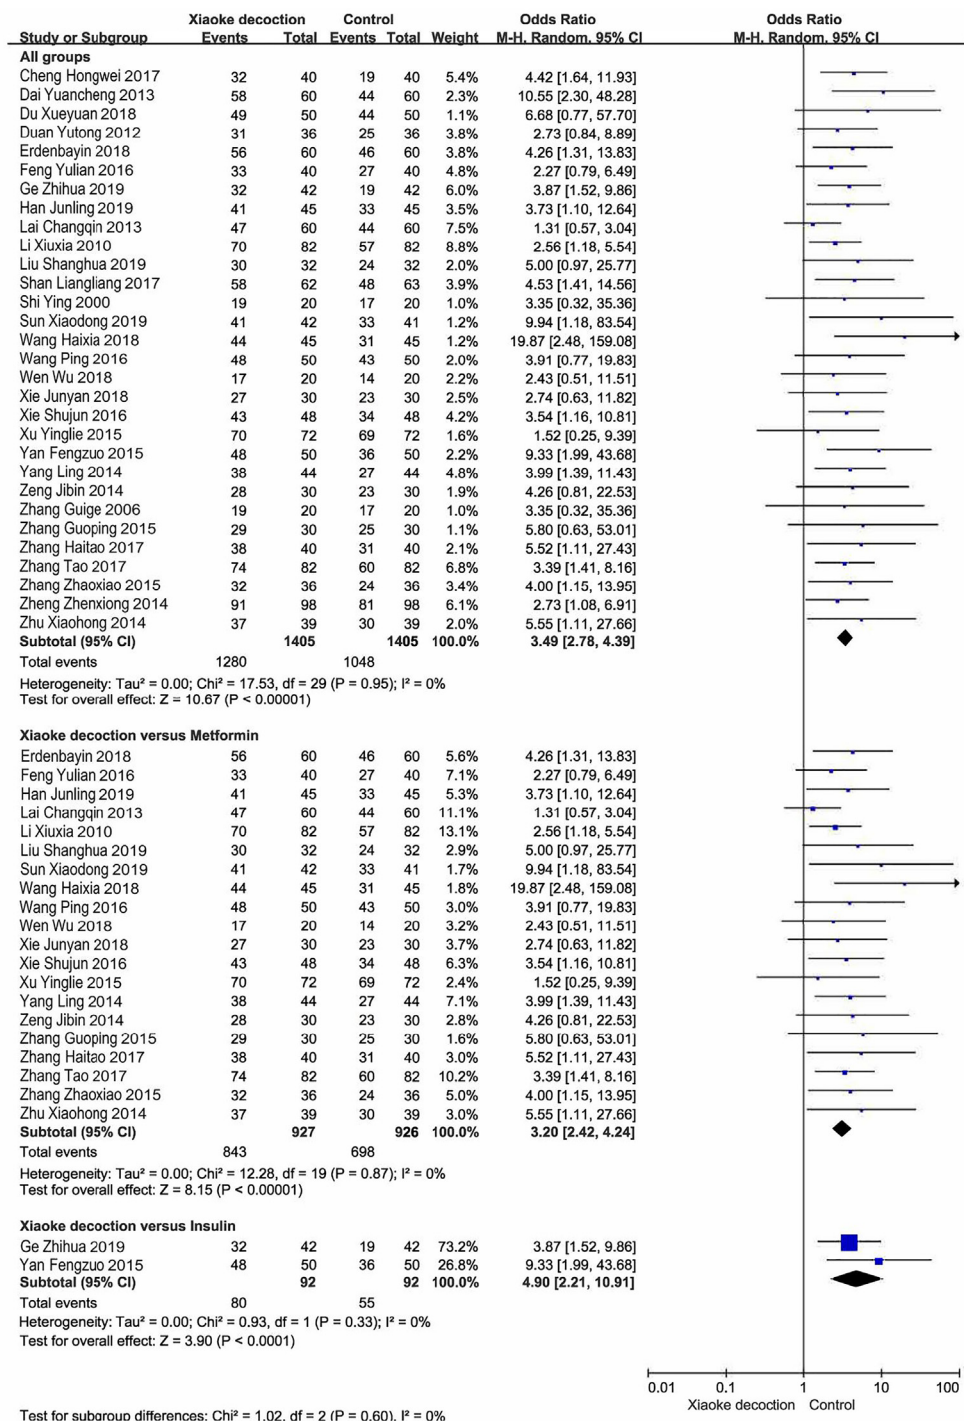 Xiaoke decoction Control Odds Ratio Odds Ratio
Study or Subgroup Events Total Events Total Weight M-H. Random. 95% CI M-H. Random. 95% CI
All groups
Cheng Hongwei 2017 32 40 19 40 5.4% 4.42 [1.64, 11.93]
Dai Yuancheng 2013 58 60 44 60 2.3% 10.55 [2.30, 48.28]
Du Xueyuan 2018 49 50 44 50 1.1% 6.68 [0.77, 57.70]
Duan Yutong 2012 31 36 25 36 3.8% 2.73 [0.84, 8.89]
Erdenbayin 2018 56 60 46 60 3.8% 4.26 [1.31, 13.83]
Feng Yulian 2016 33 40 27 40 4.8% 2.27 [0.79, 6.49]
Ge Zhihua 2019 32 42 19 42 6.0% 3.87 [1.52, 9.86]
Han Junling 2019 41 45 33 45 3.5% 3.73 [1.10, 12.64]
Lai Changqin 2013 47 60 44 60 7.5% 1.31 [0.57, 3.04]
Li Xiuxia 2010 70 82 57 82 8.8% 2.56 [1.18, 5.54]
Liu Shanghua 2019 30 32 24 32 2.0% 5.00 [0.97, 25.77]
Shan Liangliang 2017 58 62 48 63 3.9% 4.53 [1.41, 14.56]
Shi Ying 2000 19 20 17 20 1.0% 3.35 [0.32, 35.36]
Sun Xiaodong 2019 41 42 33 41 1.2% 9.94 [1.18, 83.54]
Wang Haixia 2018 44 45 31 45 1.2% 19.87 [2.48, 159.08]
Wang Ping 2016 48 50 43 50 2.0% 3.91 [0.77, 19.83]
Wen Wu 2018 17 20 14 20 2.2% 2.43 [0.51, 11.51]
Xie Junyan 2018 27 30 23 30 2.5% 2.74 [0.63, 11.82]
Xie Shujun 2016 43 48 34 48 4.2% 3.54 [1.16, 10.81]
Xu Yinglie 2015 70 72 69 72 1.6% 1.52 [0.25, 9.39]
Yan Fengzuo 2015 48 50 36 50 2.2% 9.33 [1.99, 43.68]
Yang Ling 2014 38 44 27 44 4.8% 3.99 [1.39, 11.43]
Zeng Jibin 2014 28 30 23 30 1.9% 4.26 [0.81, 22.53]
Zhang Guige 2006 19 20 17 20 1.0% 3.35 [0.32, 35.36]
Zhang Guoping 2015 29 30 25 30 1.1% 5.80 [0.63, 53.01]
Zhang Haitao 2017 38 40 31 40 2.1% 5.52 [1.11, 27.43]
Zhang Tao 2017 74 82 60 82 6.8% 3.39 [1.41, 8.16]
Zhang Zhaoxiao 2015 32 36 24 36 3.4% 4.00 [1.15, 13.95]
Zheng Zhenxiong 2014 91 98 81 98 6.1% 2.73 [1.08, 6.91]
Zhu Xiaohong 2014 37 39 30 39 2.0% 5.55 [1.11, 27.66]
Subtotal (95% CI) 1405 1405 100.0% 3.49 [2.78, 4.39]
Total events 1280 1048
Heterogeneity: Tau² = 0.00; Chi² = 17.53, df = 29 (P = 0.95); I² = 0%
Test for overall effect: Z = 10.67 (P < 0.00001)
Xiaoke decoction versus Metformin
Erdenbayin 2018 56 60 46 60 5.6% 4.26 [1.31, 13.83]
Feng Yulian 2016 33 40 27 40 7.1% 2.27 [0.79, 6.49]
Han Junling 2019 41 45 33 45 5.3% 3.73 [1.10, 12.64]
Lai Changqin 2013 47 60 44 60 11.1% 1.31 [0.57, 3.04]
Li Xiuxia 2010 70 82 57 82 13.1% 2.56 [1.18, 5.54]
Liu Shanghua 2019 30 32 24 32 2.9% 5.00 [0.97, 25.77]
Sun Xiaodong 2019 41 42 33 41 1.7% 9.94 [1.18, 83.54]
Wang Haixia 2018 44 45 31 45 1.8% 19.87 [2.48, 159.08]
Wang Ping 2016 48 50 43 50 3.0% 3.91 [0.77, 19.83]
Wen Wu 2018 17 20 14 20 3.2% 2.43 [0.51, 11.51]
Xie Junyan 2018 27 30 23 30 3.7% 2.74 [0.63, 11.82]
Xie Shujun 2016 43 48 34 48 6.3% 3.54 [1.16, 10.81]
Xu Yinglie 2015 70 72 69 72 2.4% 1.52 [0.25, 9.39]
Yang Ling 2014 38 44 27 44 7.1% 3.99 [1.39, 11.43]
Zeng Jibin 2014 28 30 23 30 2.8% 4.26 [0.81, 22.53]
Zhang Guoping 2015 29 30 25 30 1.6% 5.80 [0.63, 53.01]
Zhang Haitao 2017 38 40 31 40 3.0% 5.52 [1.11, 27.43]
Zhang Tao 2017 74 82 60 82 10.2% 3.39 [1.41, 8.16]
Zhang Zhaoxiao 2015 32 36 24 36 5.0% 4.00 [1.15, 13.95]
Zhu Xiaohong 2014 37 39 30 39 3.0% 5.55 [1.11, 27.66]
Subtotal (95% CI) 927 926 100.0% 3.20 [2.42, 4.24]
Total events 843 698
Heterogeneity: Tau² = 0.00; Chi² = 12.28, df = 19 (P = 0.87); I² = 0%
Test for overall effect: Z = 8.15 (P < 0.00001)
Xiaoke decoction versus Insulin
Ge Zhihua 2019 32 42 19 42 73.2% 3.87 [1.52, 9.86]
Yan Fengzuo 2015 48 50 36 50 26.8% 9.33 [1.99, 43.68]
Subtotal (95% CI) 92 92 100.0% 4.90 [2.21, 10.91]
Total events 80 55
Heterogeneity: Tau² = 0.00; Chi² = 0.93, df = 1 (P = 0.33); I² = 0%
Test for overall effect: Z = 3.90 (P < 0.0001)
0.01 0.1 1 10 100
Xiaoke decoction Control
Test for subgroup differences: Chi² = 1.02, df = 2 (P = 0.60), I² = 0%